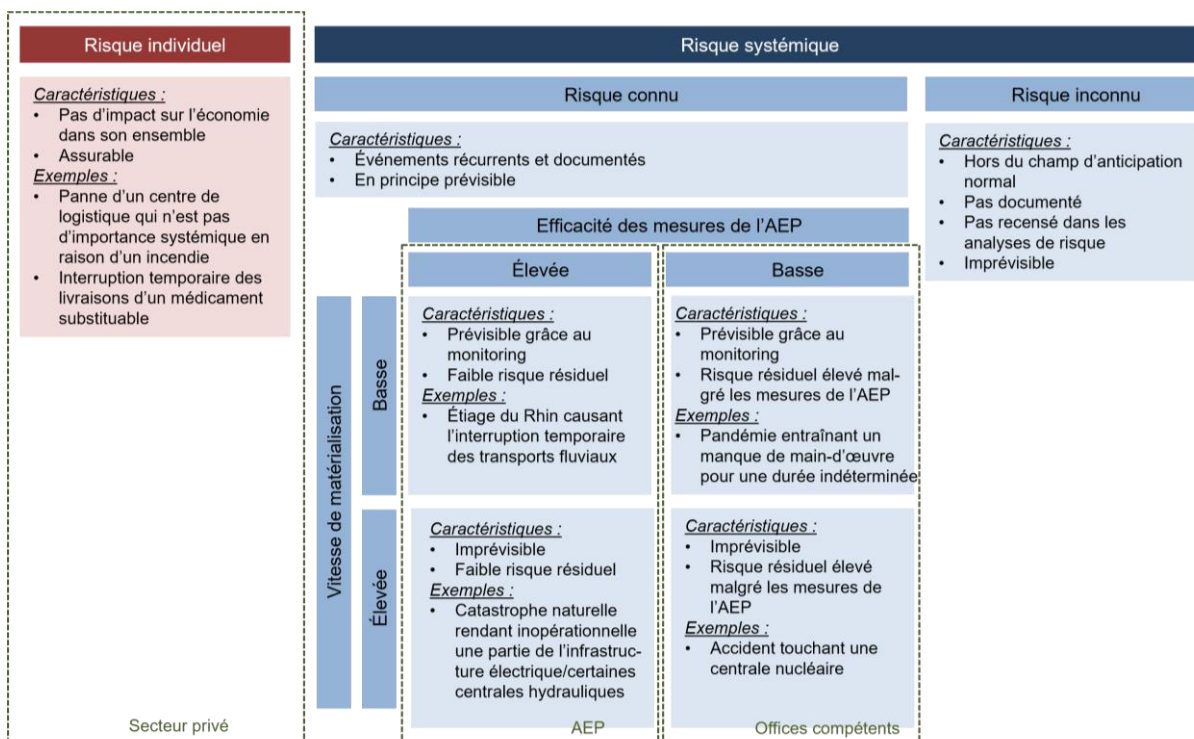 Risque individuel
Caractéristiques :
• Pas d'impact sur l'économie
dans son ensemble
• Assurable
Exemples :
• Panne d'un centre de
logistique qui n'est pas
d'importance systémique en
raison d'un incendie
• Interruption temporaire des
livraisons d'un médicament
substituable
Secteur privé
Risque systémique
Risque connu
Caractéristiques :
• Événements récurrents et documentés
• En principe prévisible
Efficacité des mesures de l'AEP
Élevée
Basse
Vitesse de matérialisation
Basse
Caractéristiques :
• Prévisible grâce au
monitoring
• Faible risque résiduel
Exemples :
• Étiage du Rhin causant
l'interruption temporaire
des transports fluviaux
Caractéristiques :
• Prévisible grâce au
monitoring
• Risque résiduel élevé mal-
gré les mesures de l'AEP
Exemples :
• Pandémie entraînant un
manque de main-d'œuvre
pour une durée indéterminée
Élevée
Caractéristiques :
• Imprévisible
• Faible risque résiduel
Exemples :
• Catastrophe naturelle
rendant inopérationnelle
une partie de l'infrastruc-
ture électrique/certaines
centrales hydrauliques
AEP
Caractéristiques :
• Imprévisible
• Risque résiduel élevé
malgré les mesures de
l'AEP
Exemples :
• Accident touchant une
centrale nucléaire
Offices compétents
Risque inconnu
Caractéristiques :
• Hors du champ d'anticipation
normal
• Pas documenté
• Pas recensé dans les
analyses de risque
• Imprévisible